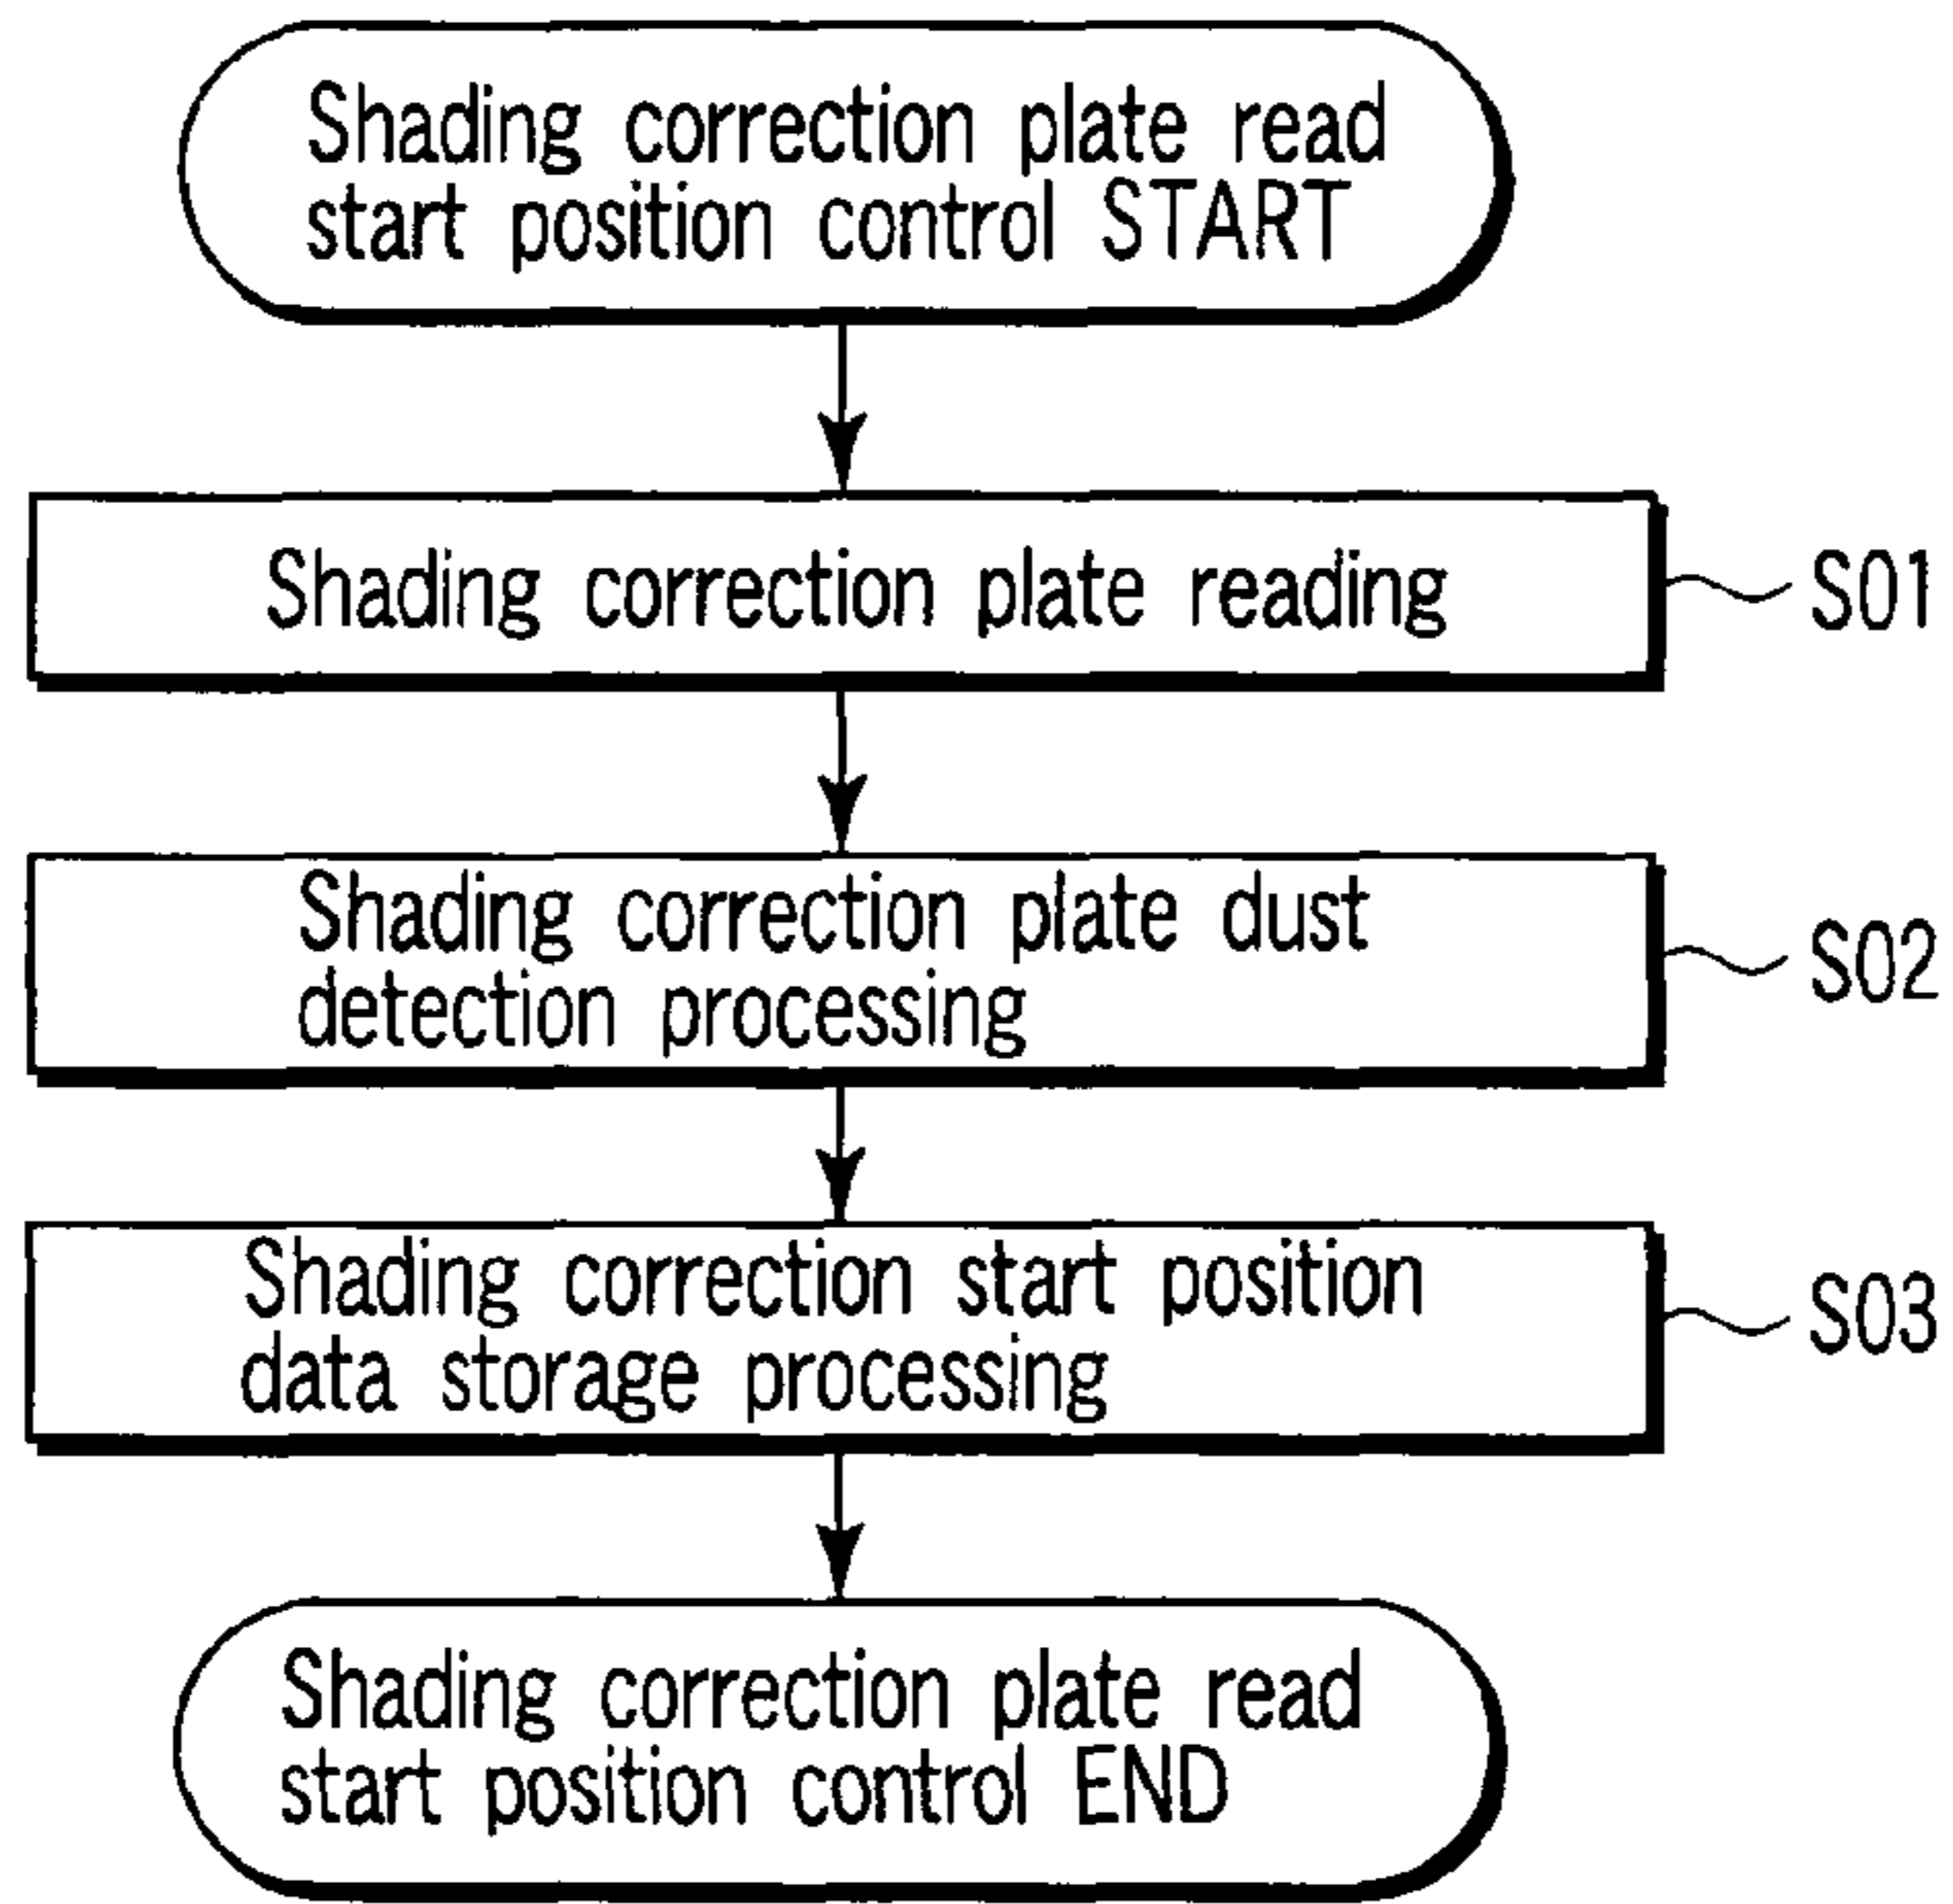 Shading correction plate read
start position control START
Shading correction plate reading
S01
Shading correction plate dust
detection processing
S02
Shading correction start position
data storage processing
S03
Shading correction plate read
start position control END